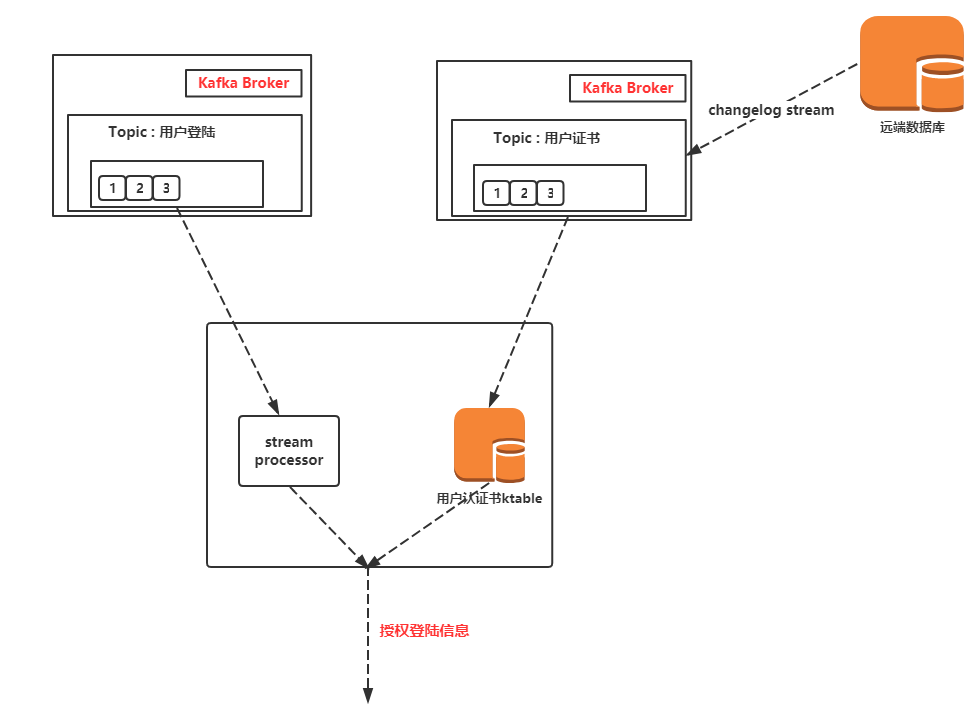 Kafka Broker
Topic : 用户登陆
1 2 3
Kafka Broker
Topic : 用户证书
1 2 3
changelog stream
远端数据库
stream
processor
用户认证书ktable
授权登陆信息